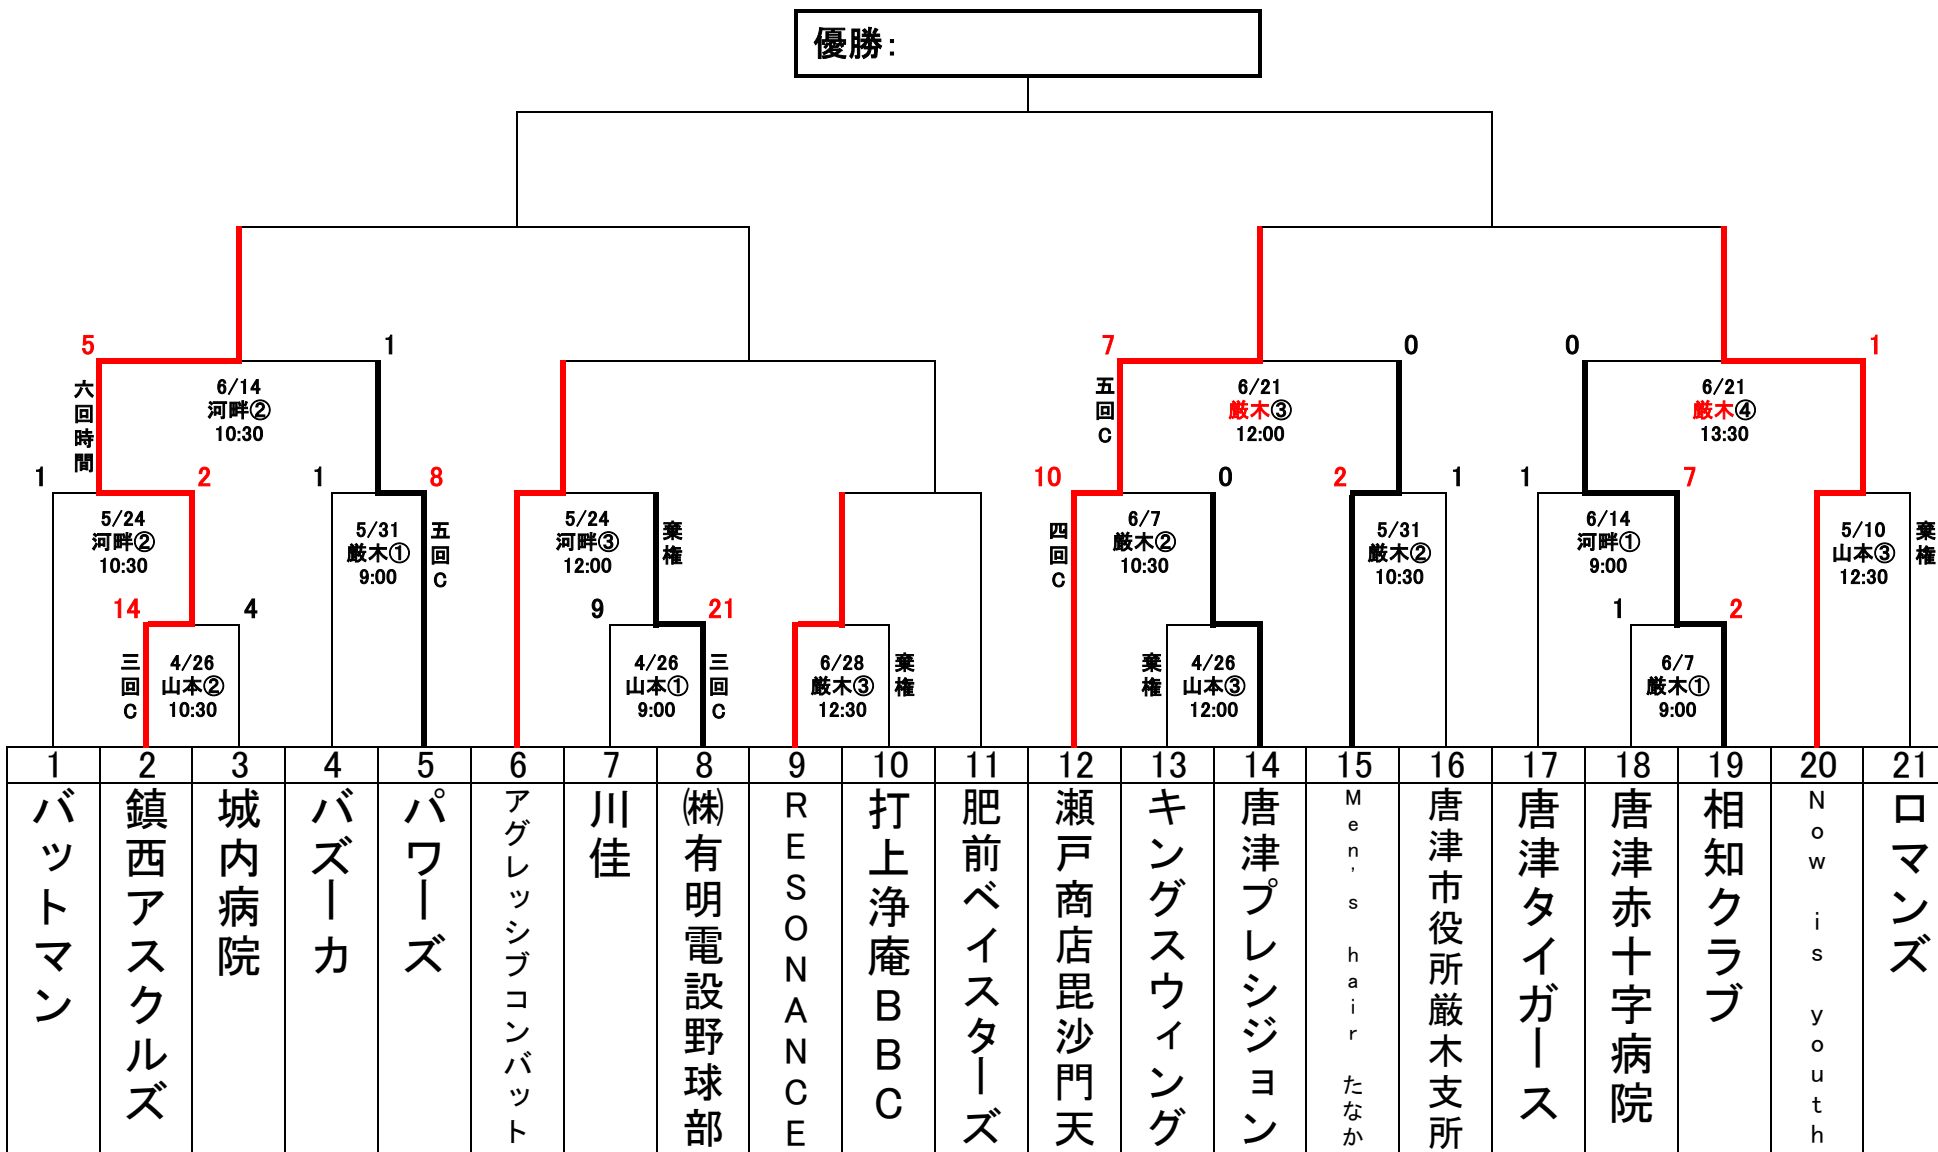 優勝:
5
1
7
0
0
1
六回時間
6/14
河畔②
10:30
五回C
6/21
厳木③
12:00
6/21
厳木④
13:30
1
2
1
8
10
0
2
1
1
7
5/24
河畔②
10:30
5/31
厳木①
9:00
五回C
5/24
河畔③
12:00
棄権
四回C
6/7
厳木②
10:30
5/31
厳木②
10:30
6/14
河畔①
9:00
5/10
山本③
12:30
棄権
14
4
9
21
1
2
三回C
4/26
山本②
10:30
4/26
山本①
9:00
三回C
6/28
厳木③
12:30
棄権
棄権
4/26
山本③
12:00
6/7
厳木①
9:00
1 2 3 4 5 6 7 8 9 10 11 12 13 14 15 16 17 18 19 20 21
バットマン
鎮西アスクルズ
城内病院
バズーカ
パワーズ
アグレッシブコンバット
川佳
㈱有明電設野球部
RESONANCE
打上浄庵BBC
肥前ベイスターズ
瀬戸商店毘沙門天
キングスウィング
唐津プレシジョン
Men's hair たなか
唐津市役所厳木支所
唐津タイガース
唐津赤十字病院
相知クラブ
Now is youth
ロマンズ